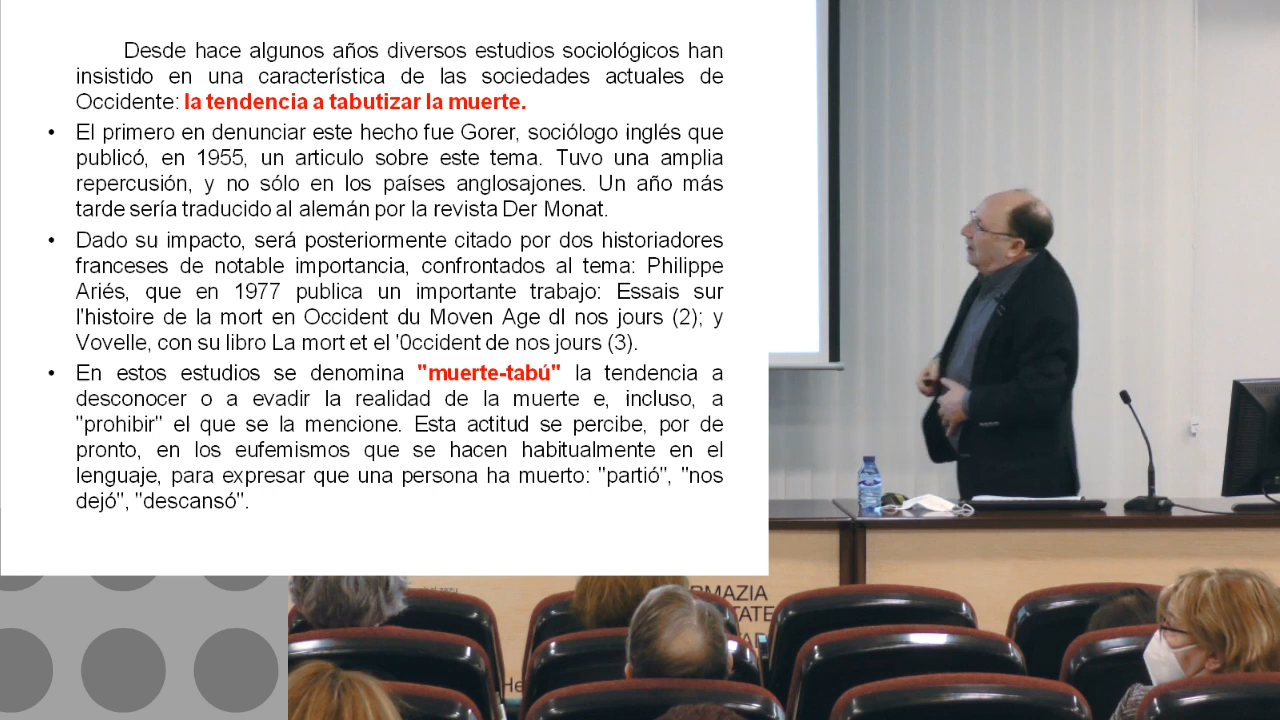 Desde hace algunos años diversos estudios sociológicos han
insistido en una característica de las sociedades actuales de
Occidente: la tendencia a tabutizar la muerte.
• El primero en denunciar este hecho fue Gorer, sociólogo inglés que
publicó, en 1955, un articulo sobre este tema. Tuvo una amplia
repercusión, y no sólo en los países anglosajones. Un año más
tarde sería traducido al alemán por la revista Der Monat.
• Dado su impacto, será posteriormente citado por dos historiadores
franceses de notable importancia, confrontados al tema: Philippe
Ariés, que en 1977 publica un importante trabajo: Essais sur
l'histoire de la mort en Occident du Moven Age dl nos jours (2); y
Vovelle, con su libro La mort et el '0ccident de nos jours (3).
• En estos estudios se denomina "muerte-tabú" la tendencia a
desconocer o a evadir la realidad de la muerte e, incluso, a
"prohibir" el que se la mencione. Esta actitud se percibe, por de
pronto, en los eufemismos que se hacen habitualmente en el
lenguaje, para expresar que una persona ha muerto: "partió", "nos
dejó", "descansó".
RMAZIA
TATE